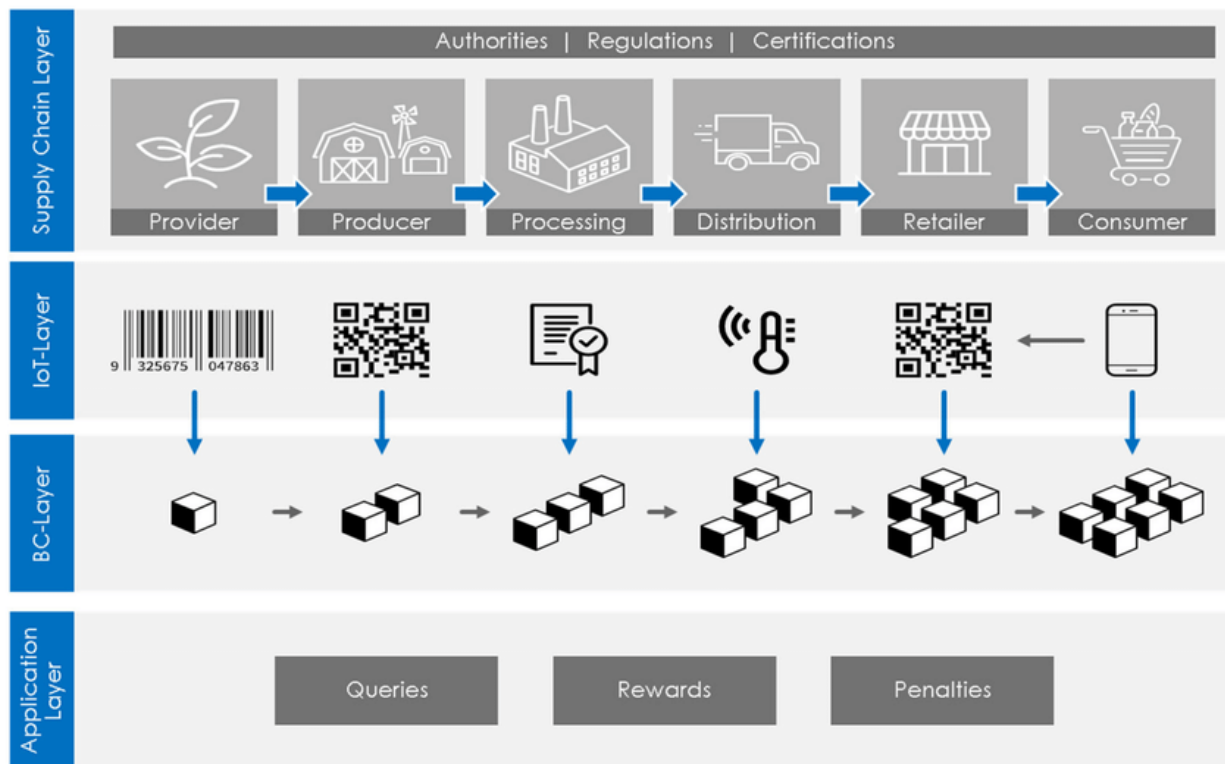 Supply Chain Layer
Authorities | Regulations | Certifications
Provider
Producer
Processing
Distribution
Retailer
Consumer
IoT-Layer
9 325675 047863
BC-Layer
Application
Layer
Queries
Rewards
Penalties